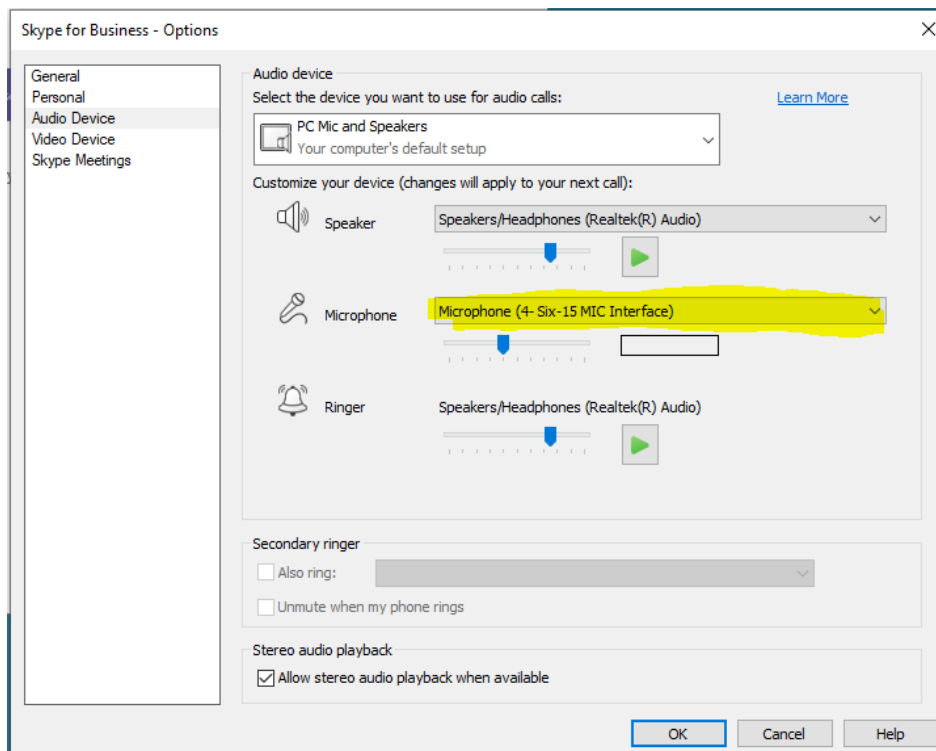 Skype for Business - Options
General
Personal
Audio Device
Video Device
Skype Meetings
Audio device
Select the device you want to use for audio calls:
Learn More
PC Mic and Speakers
Your computer's default setup
Customize your device (changes will apply to your next call):
Speaker
Speakers/Headphones (Realtek(R) Audio)
Microphone
Microphone (4- Six-15 MIC Interface)
Ringer
Speakers/Headphones (Realtek(R) Audio)
Secondary ringer
Also ring:
Unmute when my phone rings
Stereo audio playback
Allow stereo audio playback when available
OK
Cancel
Help